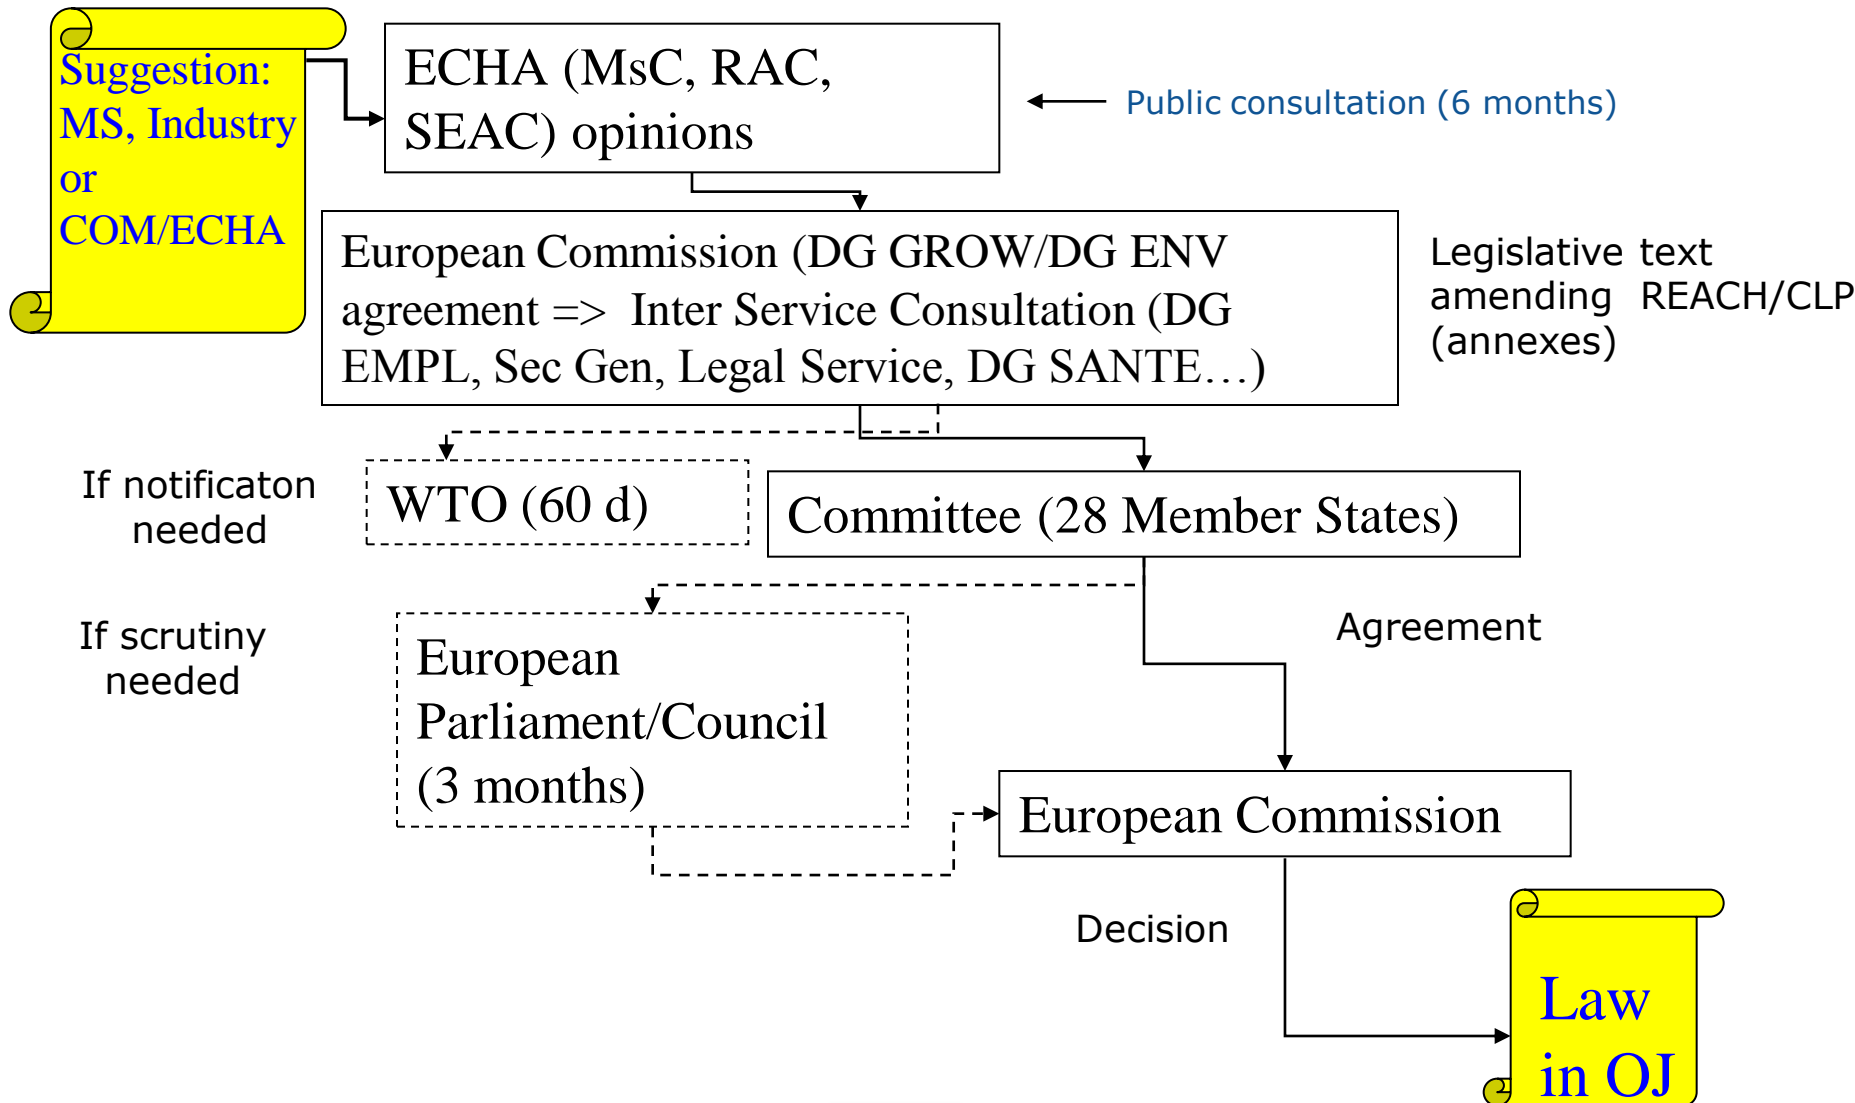 Suggestion:
MS, Industry
or
COM/ECHA
ECHA (MsC, RAC,
SEAC) opinions
Public consultation (6 months)
European Commission (DG GROW/DG ENV
agreement => Inter Service Consultation (DG
EMPL, Sec Gen, Legal Service, DG SANTE…)
Legislative text
amending REACH/CLP
(annexes)
If notificaton
needed
WTO (60 d)
Committee (28 Member States)
If scrutiny
needed
European
Parliament/Council
(3 months)
Agreement
European Commission
Decision
Law
in OJ